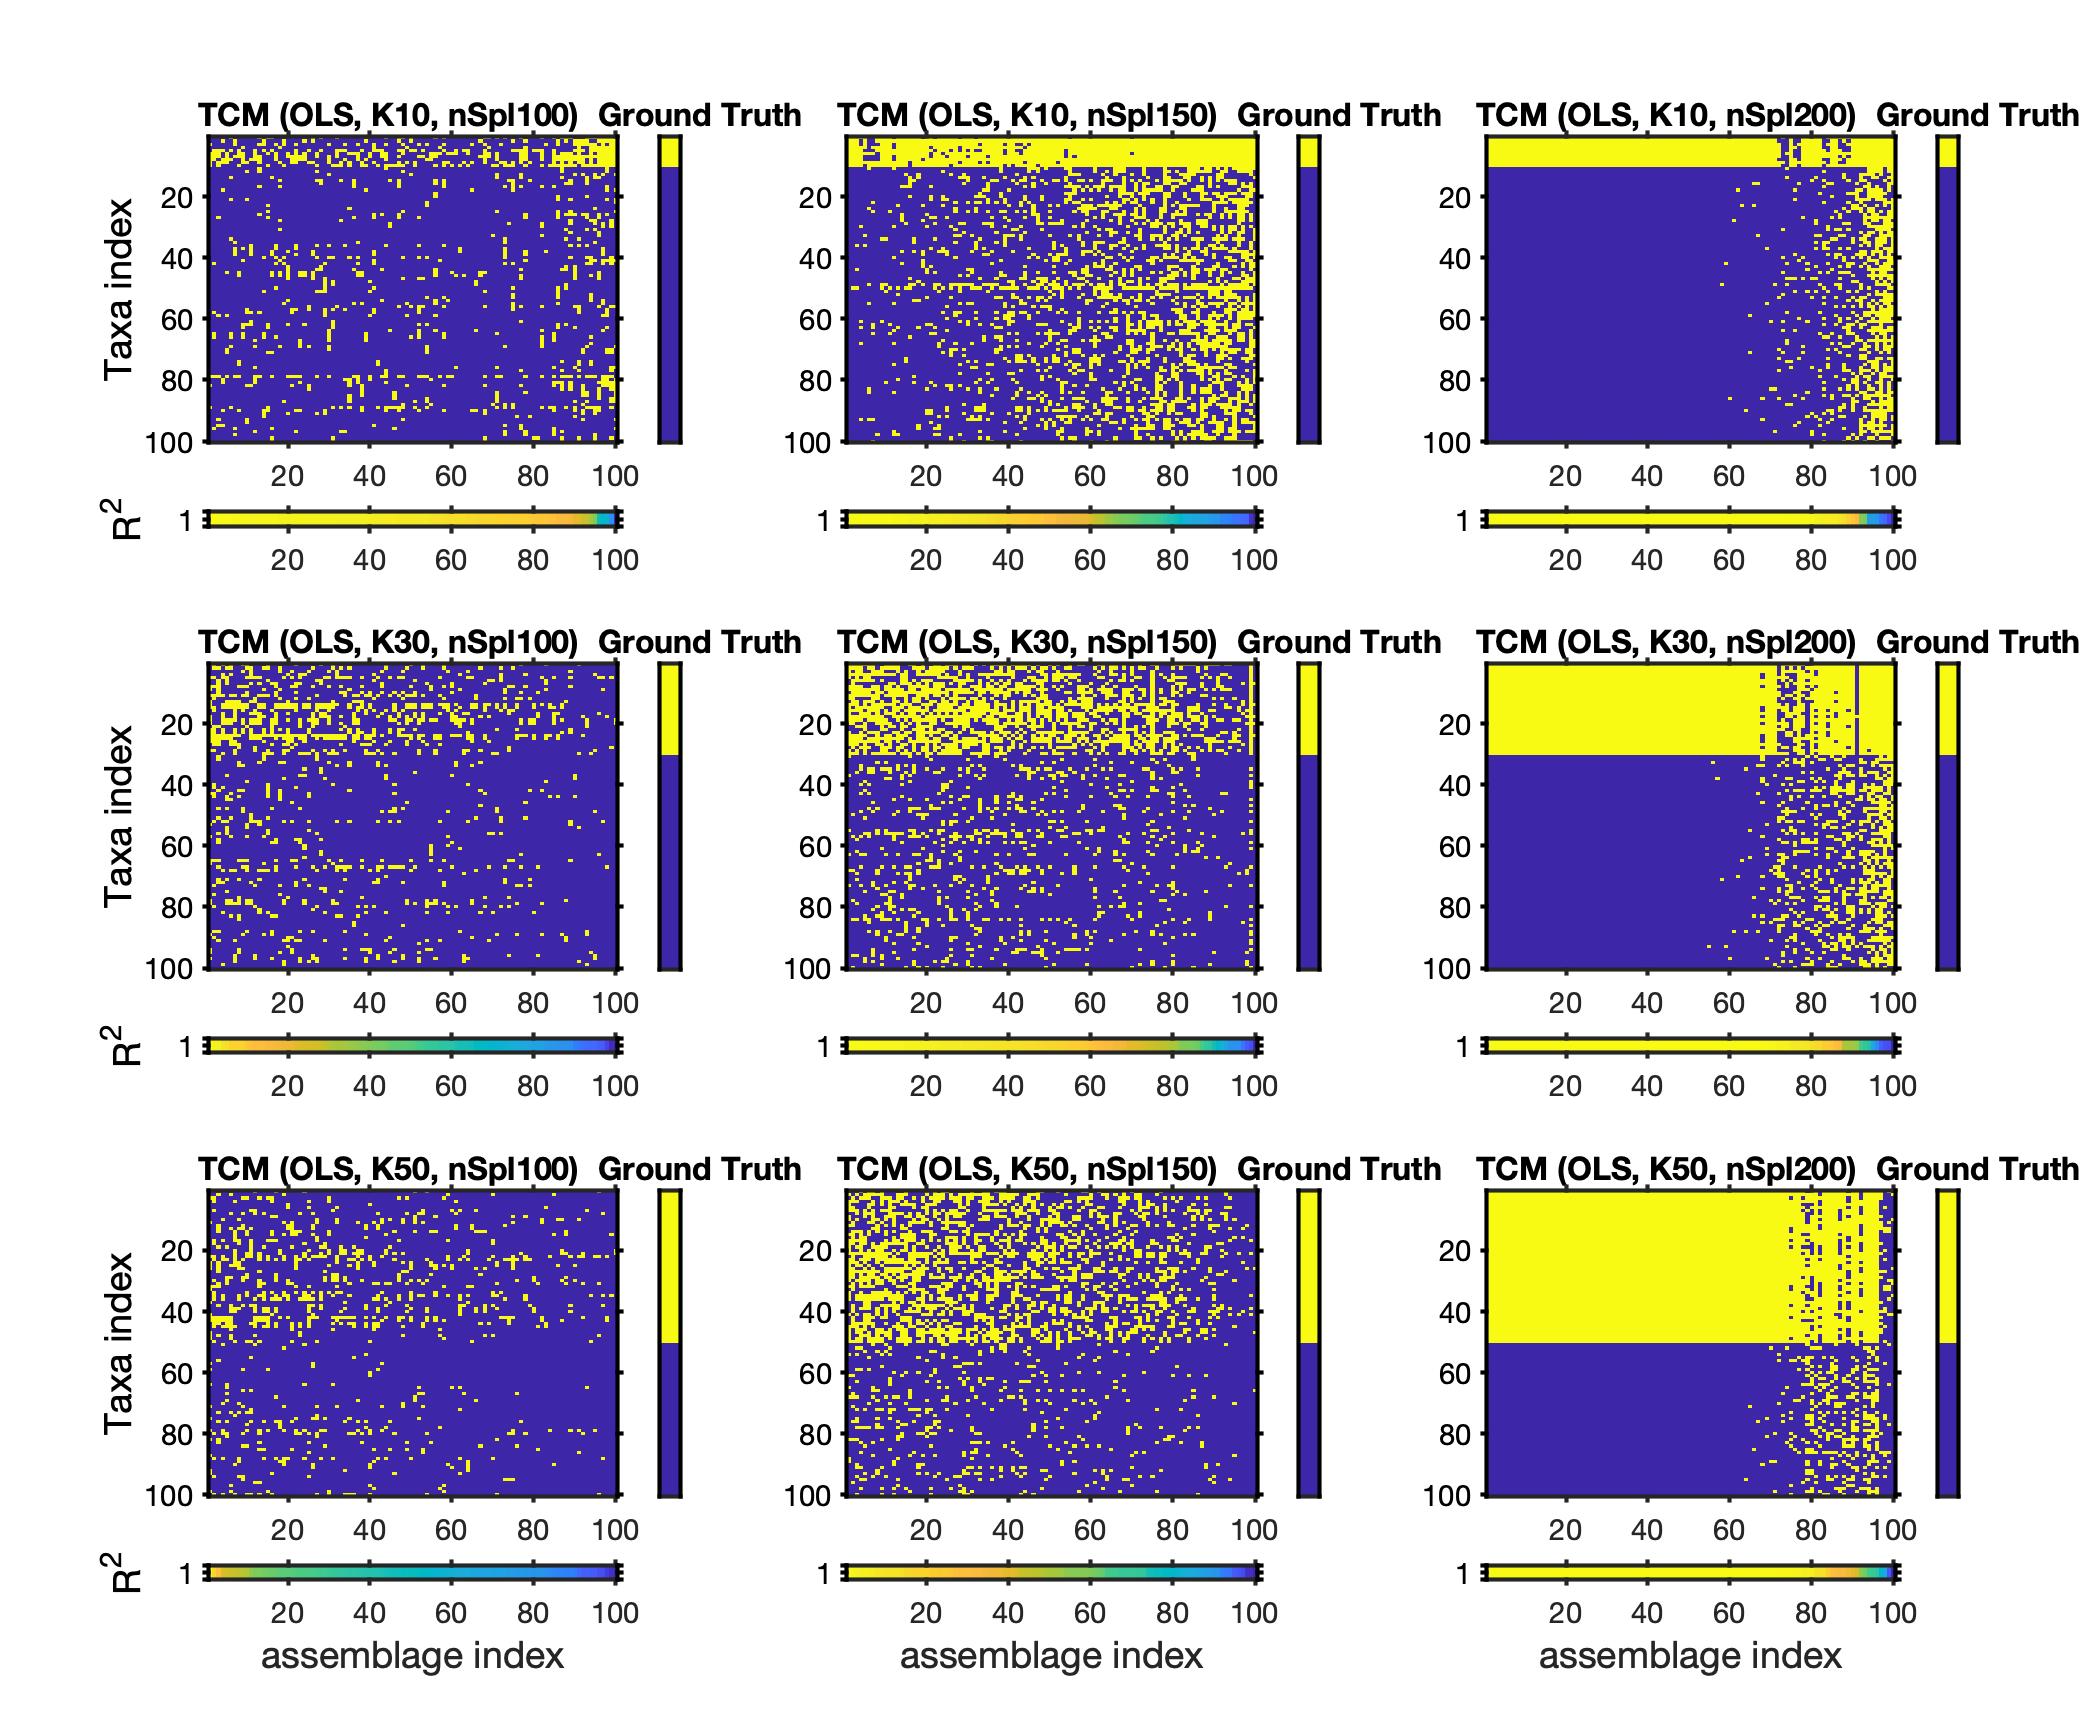 TCM (OLS, K10, nSpl100) Ground Truth TCM (OLS, K10, nSpl150) Ground Truth TCM (OLS, K10, nSpl200) Ground Truth
Taxa index
20 20 20
40 40 40
60 60 60
80 80 80
100 100 100
20 40 60 80 100 20 40 60 80 100 20 40 60 80 100
R² 1 1 1
20 40 60 80 100 20 40 60 80 100 20 40 60 80 100
TCM (OLS, K30, nSpl100) Ground Truth TCM (OLS, K30, nSpl150) Ground Truth TCM (OLS, K30, nSpl200) Ground Truth
Taxa index
20 20 20
40 40 40
60 60 60
80 80 80
100 100 100
20 40 60 80 100 20 40 60 80 100 20 40 60 80 100
R² 1 1 1
20 40 60 80 100 20 40 60 80 100 20 40 60 80 100
TCM (OLS, K50, nSpl100) Ground Truth TCM (OLS, K50, nSpl150) Ground Truth TCM (OLS, K50, nSpl200) Ground Truth
Taxa index
20 20 20
40 40 40
60 60 60
80 80 80
100 100 100
20 40 60 80 100 20 40 60 80 100 20 40 60 80 100
R² 1 1 1
20 40 60 80 100 20 40 60 80 100 20 40 60 80 100
assemblage index assemblage index assemblage index